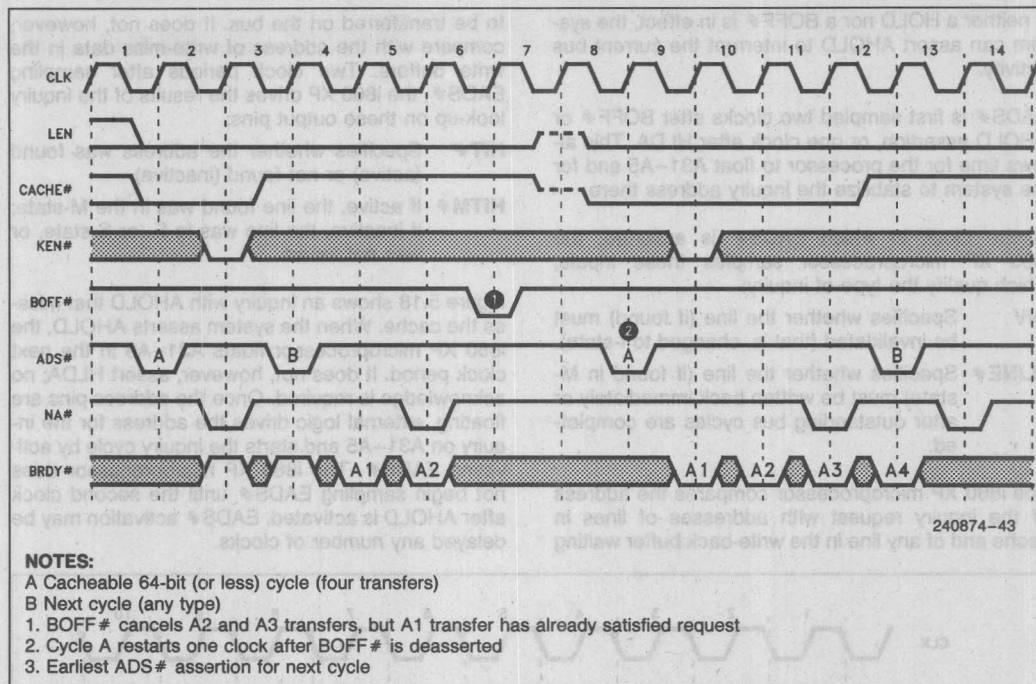 1 2 3 4 5 6 7 8 9 10 11 12 13 14
CLK
LEN
CACHE#
KEN#
BOFF# 1
2
ADS# A B A B
NA#
BRDY# A1 A2 A1 A2 A3 A4
240874–43
NOTES:
A Cacheable 64-bit (or less) cycle (four transfers)
B Next cycle (any type)
1. BOFF# cancels A2 and A3 transfers, but A1 transfer has already satisfied request
2. Cycle A restarts one clock after BOFF# is deasserted
3. Earliest ADS# assertion for next cycle